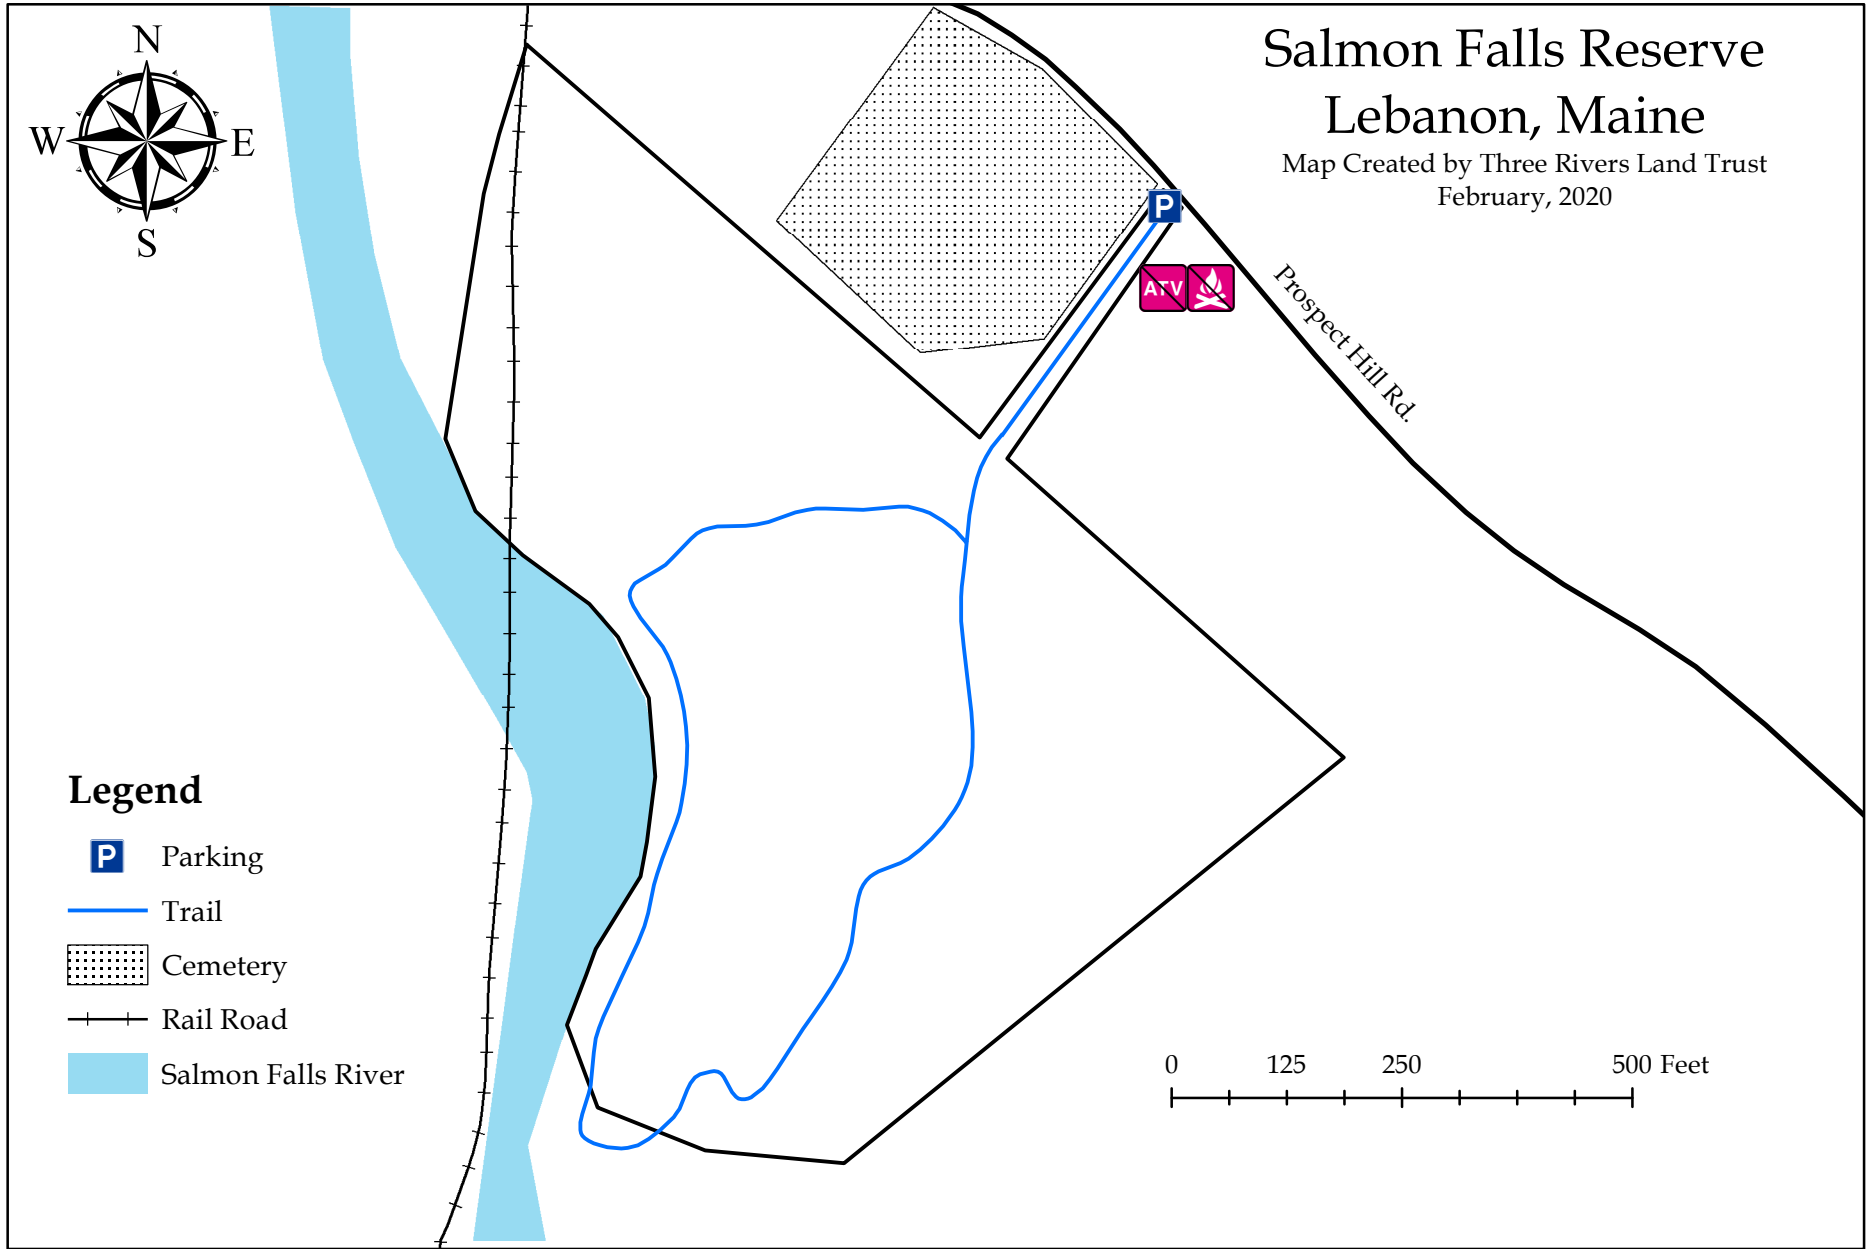 Salmon Falls Reserve
Lebanon, Maine
Map Created by Three Rivers Land Trust
February, 2020
N
W
E
S
P
ATV
Prospect Hill Rd.
Legend
P Parking
Trail
Cemetery
Rail Road
Salmon Falls River
0 125 250 500 Feet